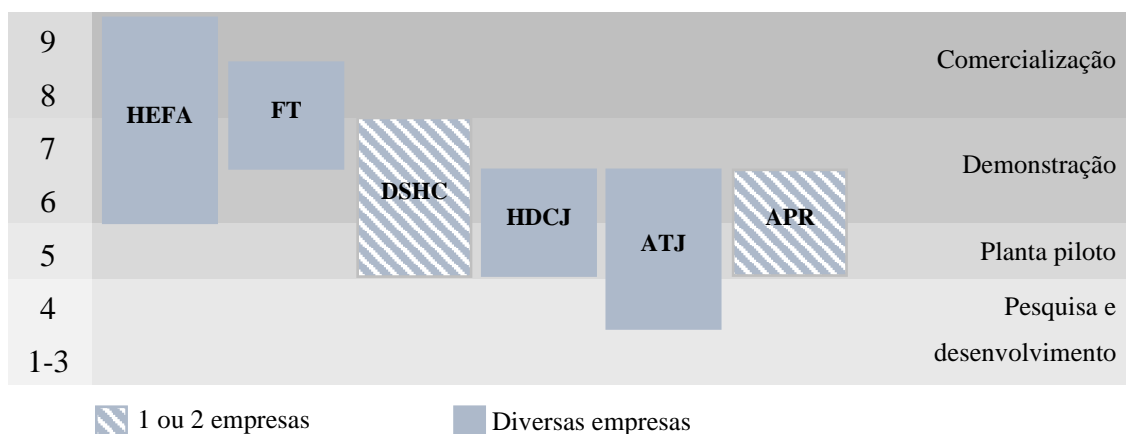 9
Comercialização
8
HEFA
FT
7
Demonstração
6
DSHC
HDCJ
ATJ
APR
5
Planta piloto
4
Pesquisa e
1-3
desenvolvimento
1 ou 2 empresas
Diversas empresas